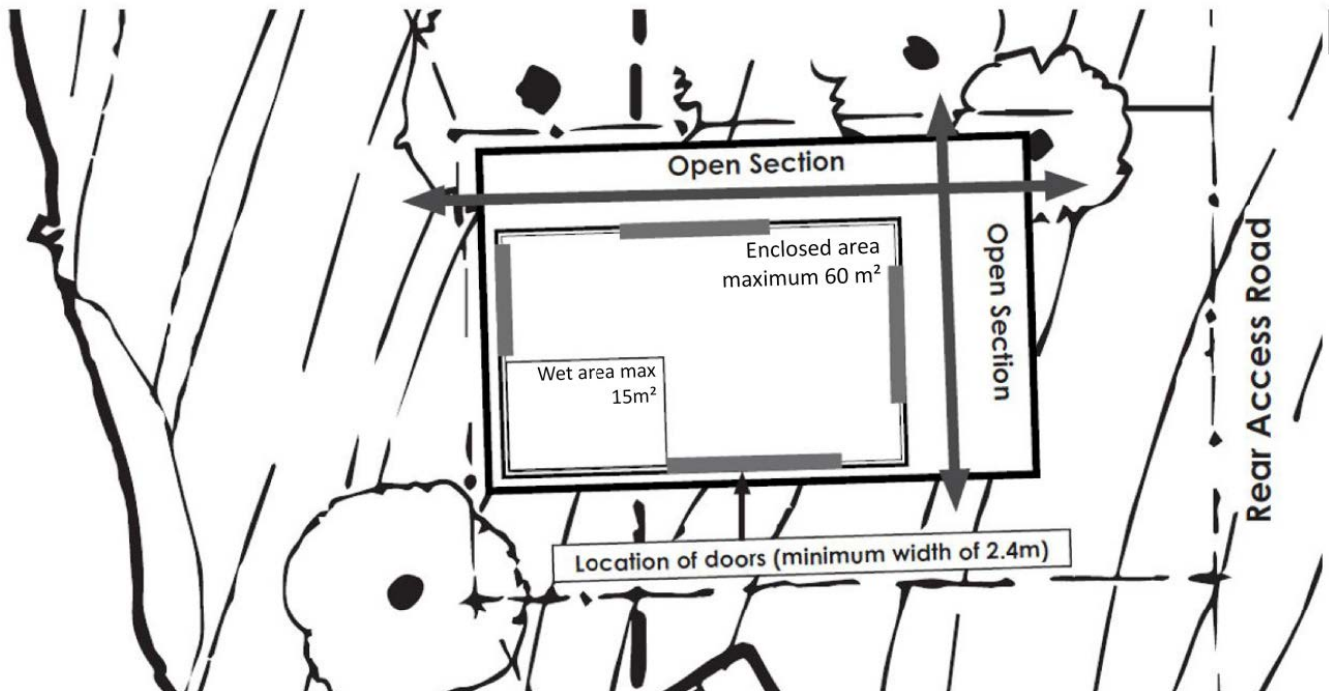 Open Section
Enclosed area
maximum 60 m²
Open Section
Rear Access Road
Wet area max
15m²
Location of doors (minimum width of 2.4m)